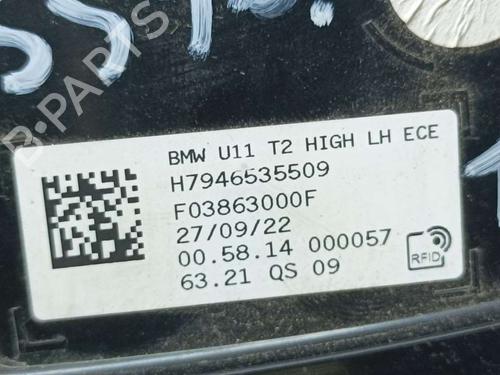 BMW U11 T2 HIGH LH ECE
H7946535509
F03863000F
27/09/22
00.58.14 000057
63.21 QS 09
RFID
B-PARTS